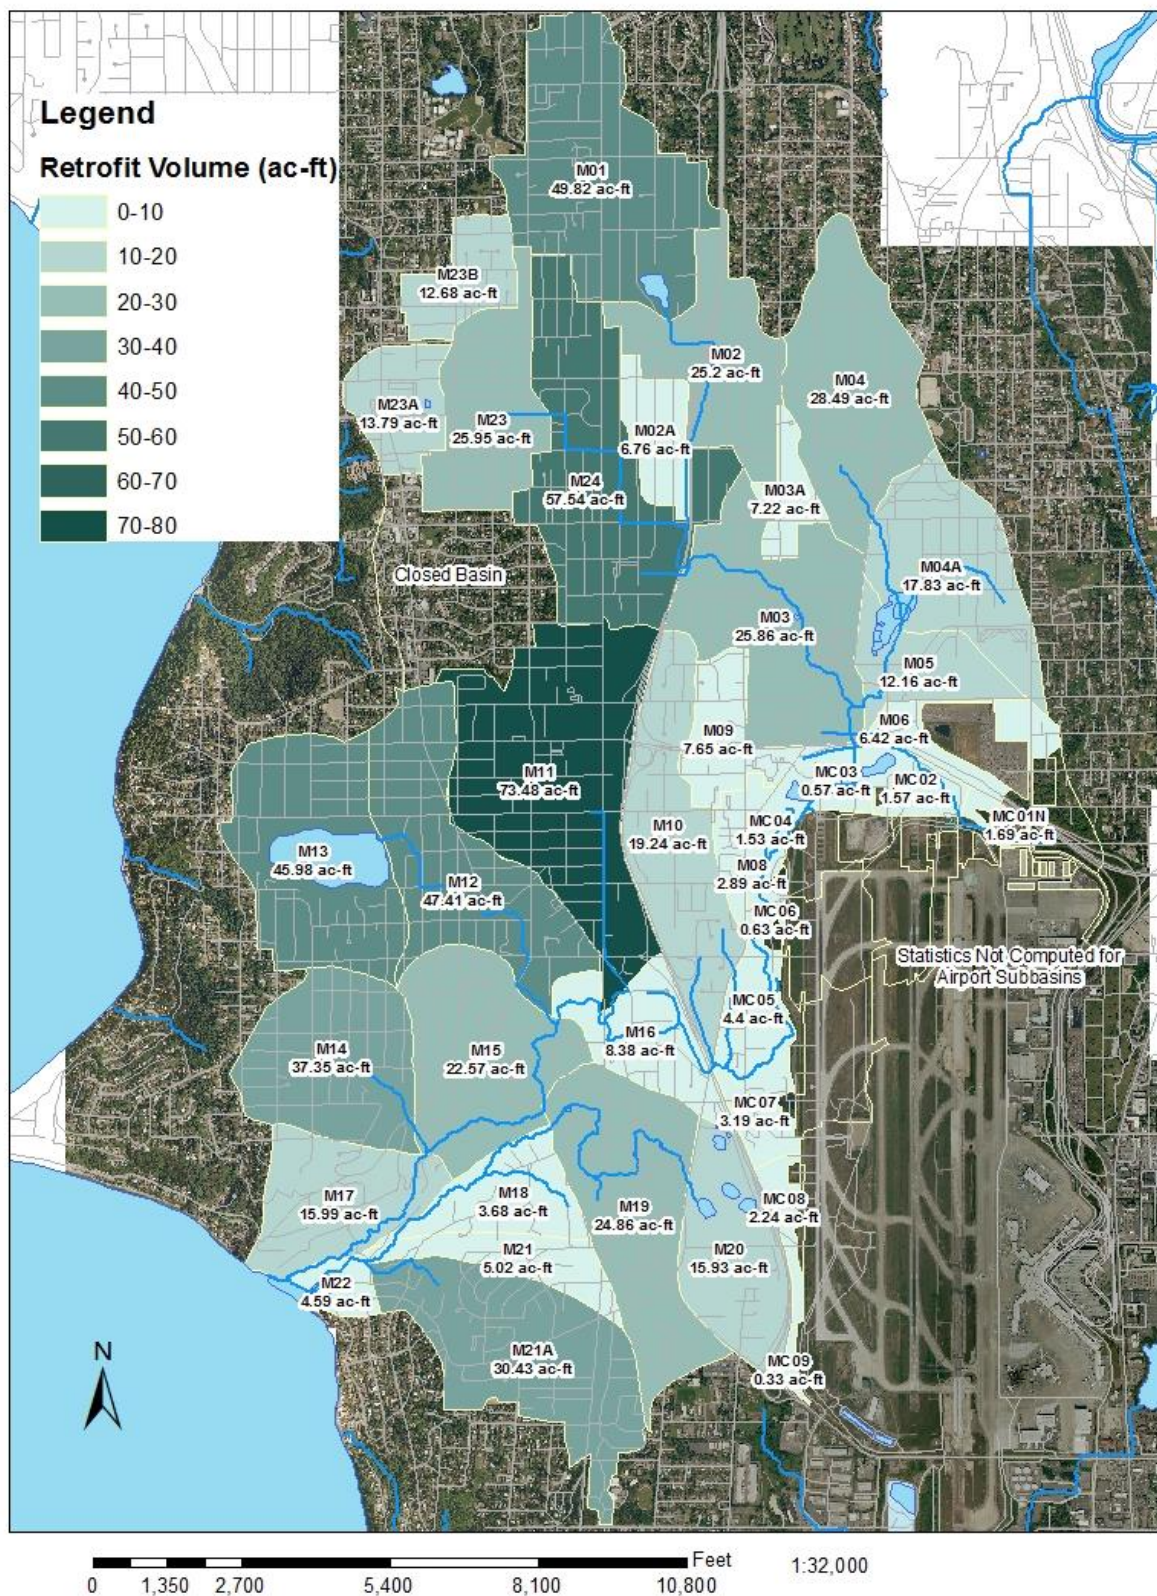 Legend
Retrofit Volume (ac-ft)
0-10
10-20
20-30
30-40
40-50
50-60
60-70
70-80
M01
49.82 ac-ft
M23B
12.68 ac-ft
M02
25.2 ac-ft
M04
28.49 ac-ft
M23A
13.79 ac-ft
M23
25.95 ac-ft
M02A
6.76 ac-ft
M24
57.54 ac-ft
M03A
7.22 ac-ft
Closed Basin
M04A
17.83 ac-ft
M03
25.86 ac-ft
M05
12.16 ac-ft
M06
6.42 ac-ft
M09
7.65 ac-ft
M11
73.48 ac-ft
MC03
0.57 ac-ft
MC02
1.57 ac-ft
MC01N
1.69 ac-ft
M10
19.24 ac-ft
MC04
1.53 ac-ft
M13
45.98 ac-ft
M12
47.41 ac-ft
M08
2.89 ac-ft
MC06
0.63 ac-ft
Statistics Not Computed for
Airport Subbasins
MC05
4.4 ac-ft
M16
8.38 ac-ft
M14
37.35 ac-ft
M15
22.57 ac-ft
MC07
3.19 ac-ft
M17
15.99 ac-ft
M18
3.68 ac-ft
M19
24.86 ac-ft
MC08
2.24 ac-ft
M21
5.02 ac-ft
M20
15.93 ac-ft
M22
4.59 ac-ft
M21A
30.43 ac-ft
MC09
0.33 ac-ft
N
Feet
1:32,000
0 1,350 2,700 5,400 8,100 10,800